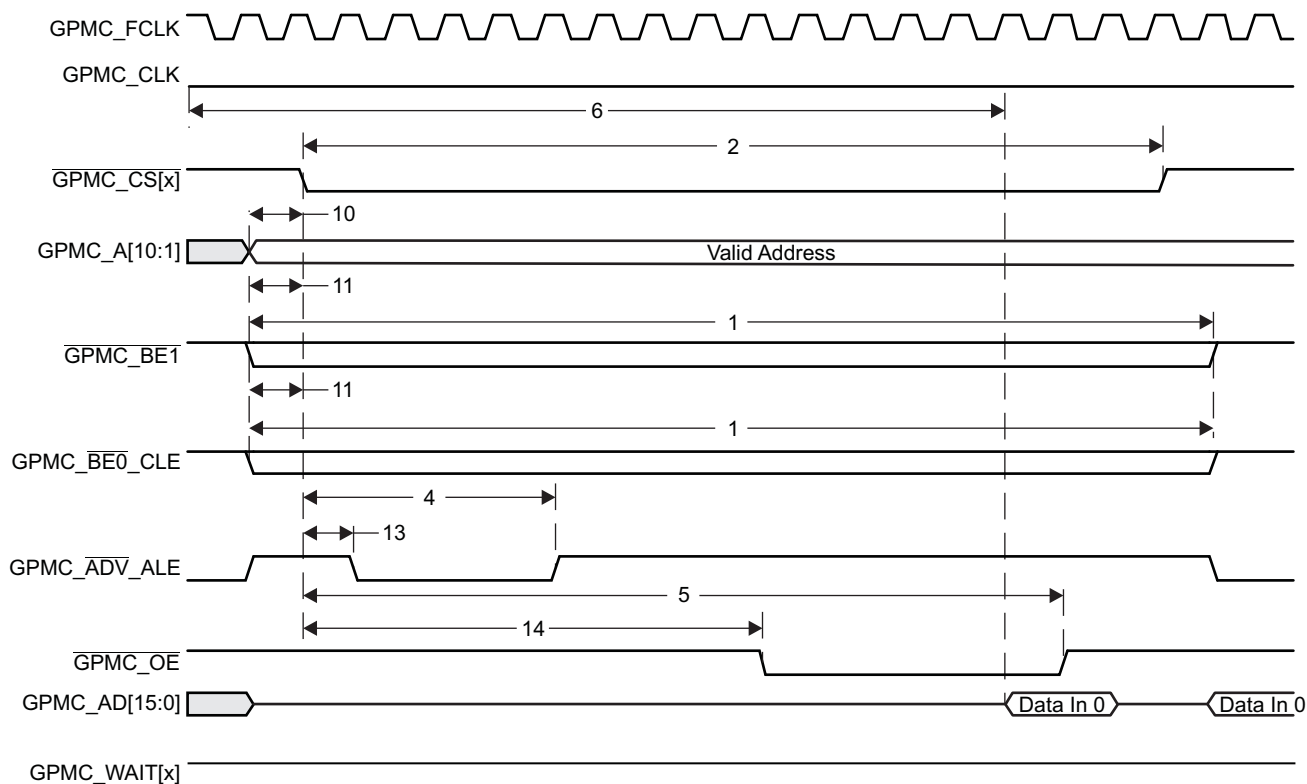 GPMC_FCLK
GPMC_CLK
6
2
GPMC_CS[x]
10
GPMC_A[10:1]
Valid Address
11
1
GPMC_BE1
11
1
GPMC_BE0_CLE
4
13
GPMC_ADV_ALE
5
14
GPMC_OE
GPMC_AD[15:0]
Data In 0
Data In 0
GPMC_WAIT[x]